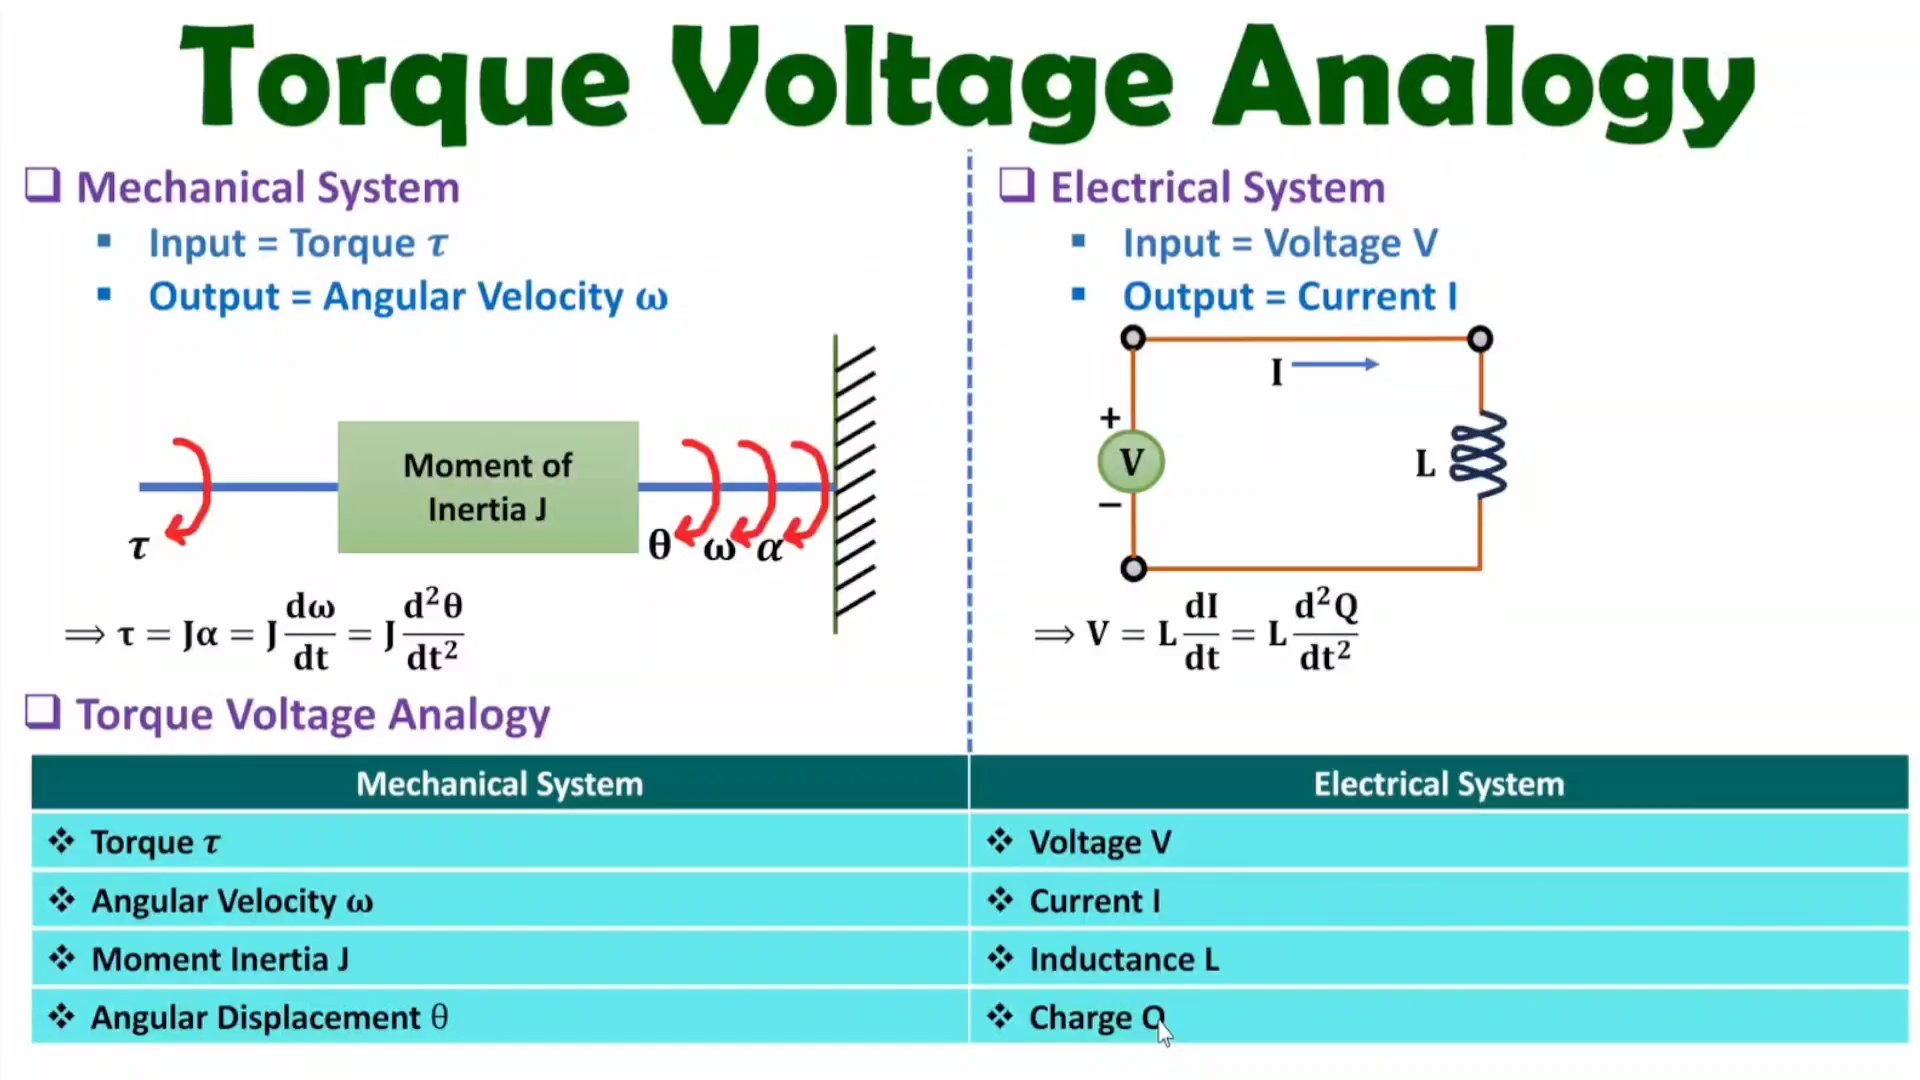 Torque Voltage Analogy
Mechanical System
Input = Torque τ
Output = Angular Velocity ω
Moment of
Inertia J
τ
θ ω α
⟹ τ = Jα = J dω/dt = J d²θ/dt²
Electrical System
Input = Voltage V
Output = Current I
I
+
V
−
L
⟹ V = L dI/dt = L d²Q/dt²
Torque Voltage Analogy
Mechanical System Electrical System
Torque τ Voltage V
Angular Velocity ω Current I
Moment Inertia J Inductance L
Angular Displacement θ Charge Q